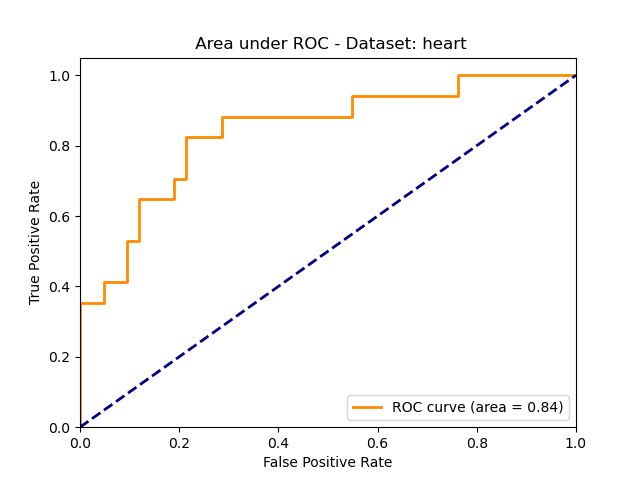 Area under ROC - Dataset: heart
True Positive Rate
1.0
0.8
0.6
0.4
0.2
0.0
0.0 0.2 0.4 0.6 0.8 1.0
False Positive Rate
ROC curve (area = 0.84)